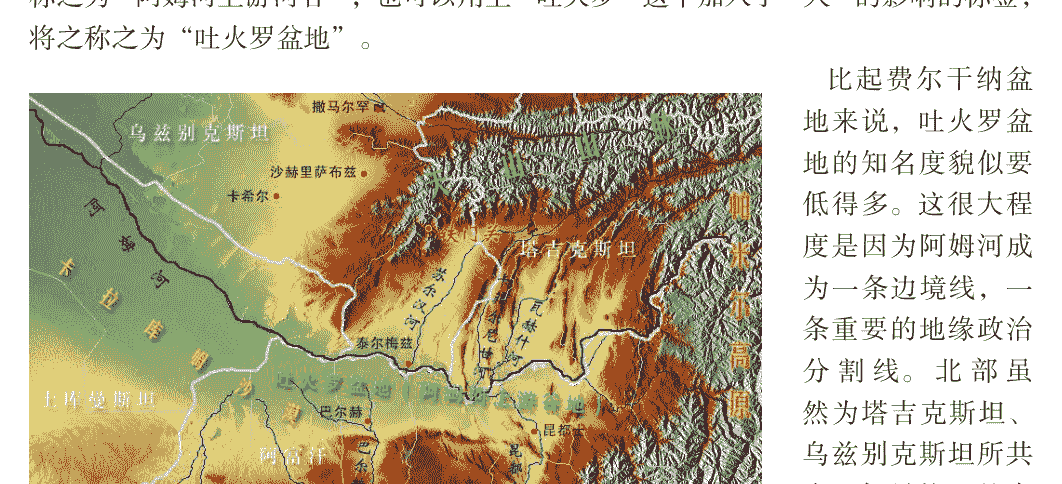 将之称之为“吐火罗盆地”。
比起费尔干纳盆
地来说，吐火罗盆
地的知名度貌似要
低得多。这很大程
度是因为阿姆河成
为一条边境线，一
条重要的地缘政治
分割线。北部虽
然为塔吉克斯坦、
乌兹别克斯坦所共
撒马尔罕
乌兹别克斯坦
沙赫里萨布兹
卡希尔
塔吉克斯坦
帕米尔高原
阿姆河
苏尔汉河
瓦赫什河
卡拉库姆沙漠
泰尔梅兹
吐火罗盆地
土库曼斯坦
巴尔赫
阿富汗